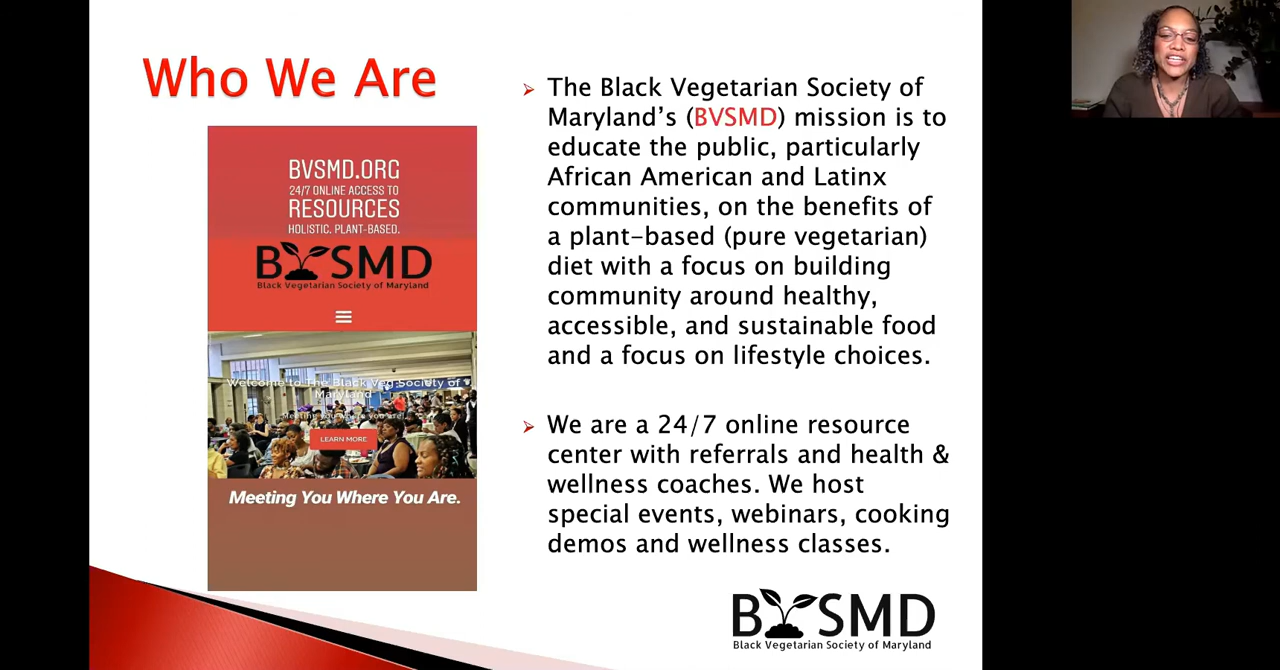 Who We Are
BVSMD.ORG
24/7 ONLINE ACCESS TO
RESOURCES
HOLISTIC. PLANT-BASED.
BVSMD
Black Vegetarian Society of Maryland
Welcome to The Black Veg Society of
Maryland
Meeting you where you are!
LEARN MORE
Meeting You Where You Are.
➢ The Black Vegetarian Society of
Maryland’s (BVSMD) mission is to
educate the public, particularly
African American and Latinx
communities, on the benefits of
a plant-based (pure vegetarian)
diet with a focus on building
community around healthy,
accessible, and sustainable food
and a focus on lifestyle choices.
➢ We are a 24/7 online resource
center with referrals and health &
wellness coaches. We host
special events, webinars, cooking
demos and wellness classes.
BVSMD
Black Vegetarian Society of Maryland